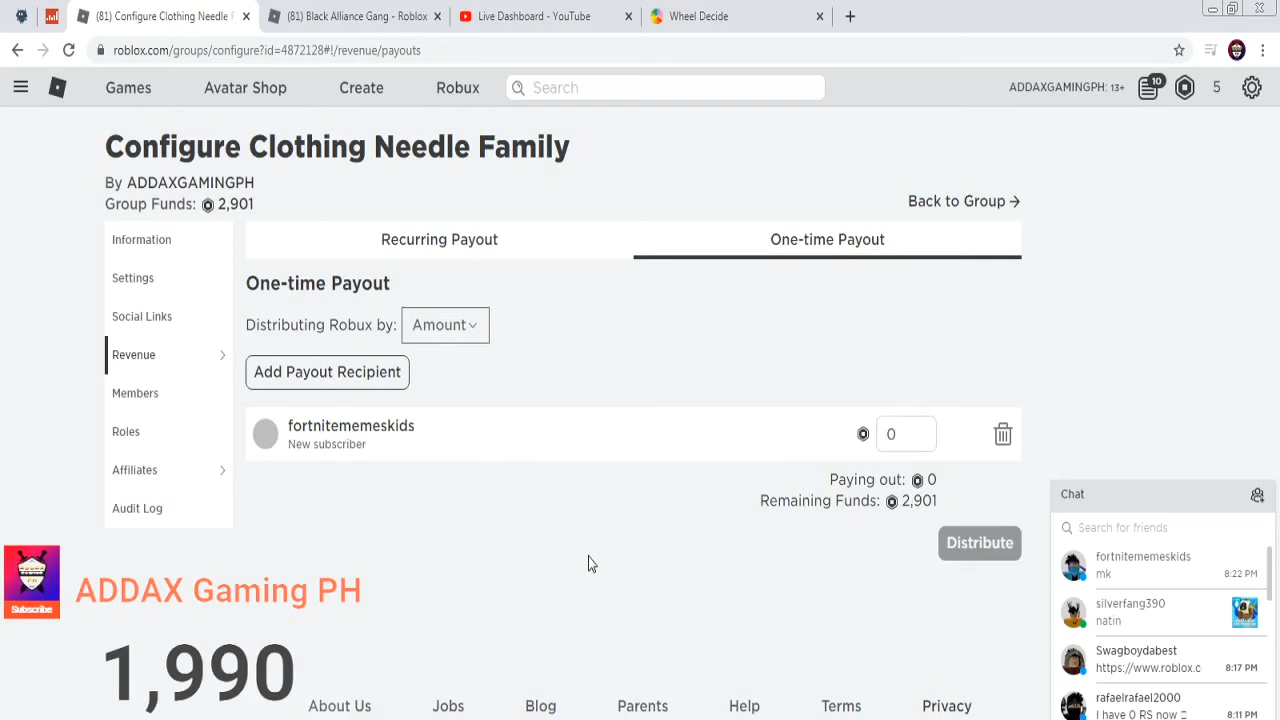 (81) Configure Clothing Needle F
(81) Black Alliance Gang - Roblox
Live Dashboard - YouTube
Wheel Decide
roblox.com/groups/configure?id=4872128#!/revenue/payouts
Games
Avatar Shop
Create
Robux
Search
ADDAXGAMINGPH: 13+
10
5
Configure Clothing Needle Family
By ADDAXGAMINGPH
Group Funds: 2,901
Back to Group
Information
Settings
Social Links
Revenue
Members
Roles
Affiliates
Audit Log
Recurring Payout
One-time Payout
One-time Payout
Distributing Robux by: Amount
Add Payout Recipient
fortnitememeskids
New subscriber
0
Paying out: 0
Remaining Funds: 2,901
Distribute
Chat
Search for friends
fortnitememeskids
mk
8:22 PM
silverfang390
natin
Swagboydabest
https://www.roblox.c
8:17 PM
rafaelrafael2000
I have 0 RS now
8:11 PM
Subscribe
ADDAX Gaming PH
1,990
About Us
Jobs
Blog
Parents
Help
Terms
Privacy